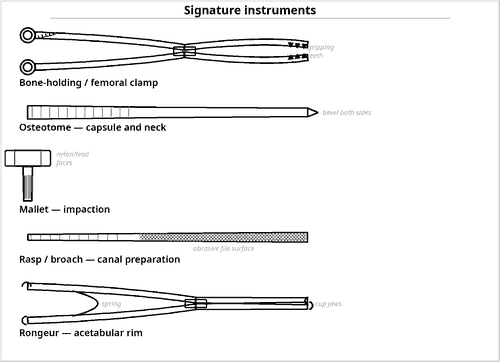 Signature instruments
gripping
teeth
Bone-holding / femoral clamp
bevel both sides
Osteotome — capsule and neck
nylon/lead
faces
Mallet — impaction
abrasive file surface
Rasp / broach — canal preparation
spring
cup jaws
Rongeur — acetabular rim